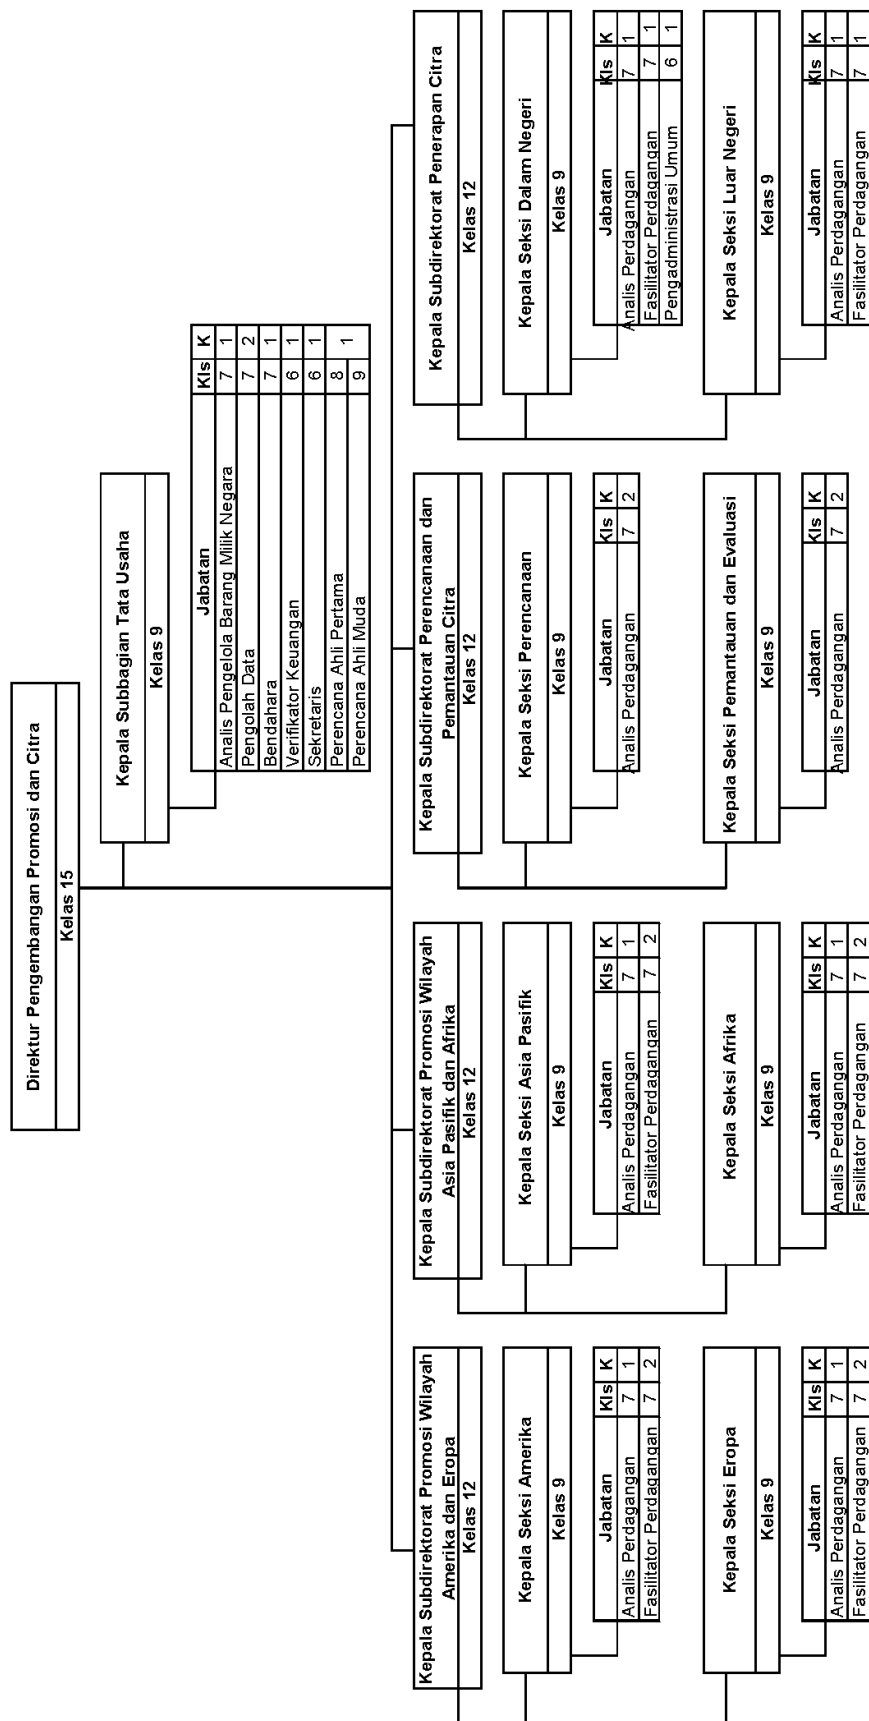 Direktur Pengembangan Promosi dan Citra
Kelas 15
Kepala Subbagian Tata Usaha
Kelas 9
Jabatan Kls K
Analis Pengelola Barang Milik Negara 7 1
Pengolah Data 7 2
Bendahara 7 1
Verifikator Keuangan 6 1
Sekretaris 6 1
Perencana Ahli Pertama 8 1
Perencana Ahli Muda 9
Kepala Subdirektorat Promosi Wilayah
Amerika dan Eropa
Kelas 12
Kepala Seksi Amerika
Kelas 9
Jabatan Kls K
Analis Perdagangan 7 1
Fasilitator Perdagangan 7 2
Kepala Seksi Eropa
Kelas 9
Jabatan Kls K
Analis Perdagangan 7 1
Fasilitator Perdagangan 7 2
Kepala Subdirektorat Promosi Wilayah
Asia Pasifik dan Afrika
Kelas 12
Kepala Seksi Asia Pasifik
Kelas 9
Jabatan Kls K
Analis Perdagangan 7 1
Fasilitator Perdagangan 7 2
Kepala Seksi Afrika
Kelas 9
Jabatan Kls K
Analis Perdagangan 7 1
Fasilitator Perdagangan 7 2
Kepala Subdirektorat Perencanaan dan
Pemantauan Citra
Kelas 12
Kepala Seksi Perencanaan
Kelas 9
Jabatan Kls K
Analis Perdagangan 7 2
Kepala Seksi Pemantauan dan Evaluasi
Kelas 9
Jabatan Kls K
Analis Perdagangan 7 2
Kepala Subdirektorat Penerapan Citra
Kelas 12
Kepala Seksi Dalam Negeri
Kelas 9
Jabatan Kls K
Analis Perdagangan 7 1
Fasilitator Perdagangan 7 1
Pengadministrasi Umum 6 1
Kepala Seksi Luar Negeri
Kelas 9
Jabatan Kls K
Analis Perdagangan 7 1
Fasilitator Perdagangan 7 1